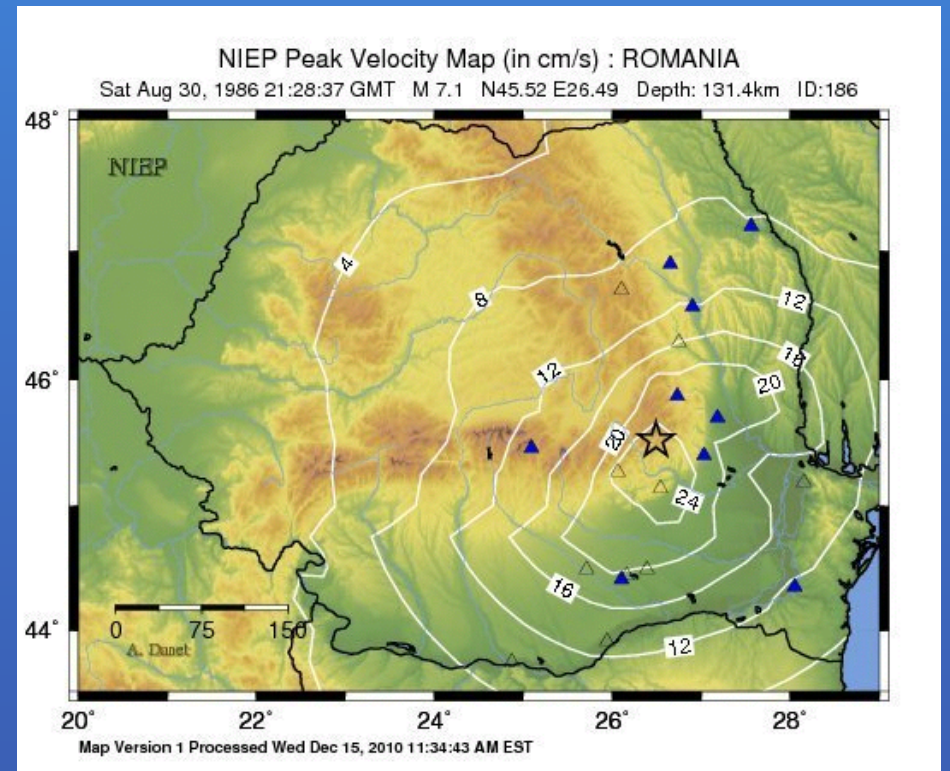 NIEP Peak Velocity Map (in cm/s) : ROMANIA
Sat Aug 30, 1986 21:28:37 GMT M 7.1 N45.52 E26.49 Depth: 131.4km ID:186
48°
NIEP
4
8
12
12
16
20
46°
20
24
16
0 75 150
44°
12
A. Danet
20° 22° 24° 26° 28°
Map Version 1 Processed Wed Dec 15, 2010 11:34:43 AM EST